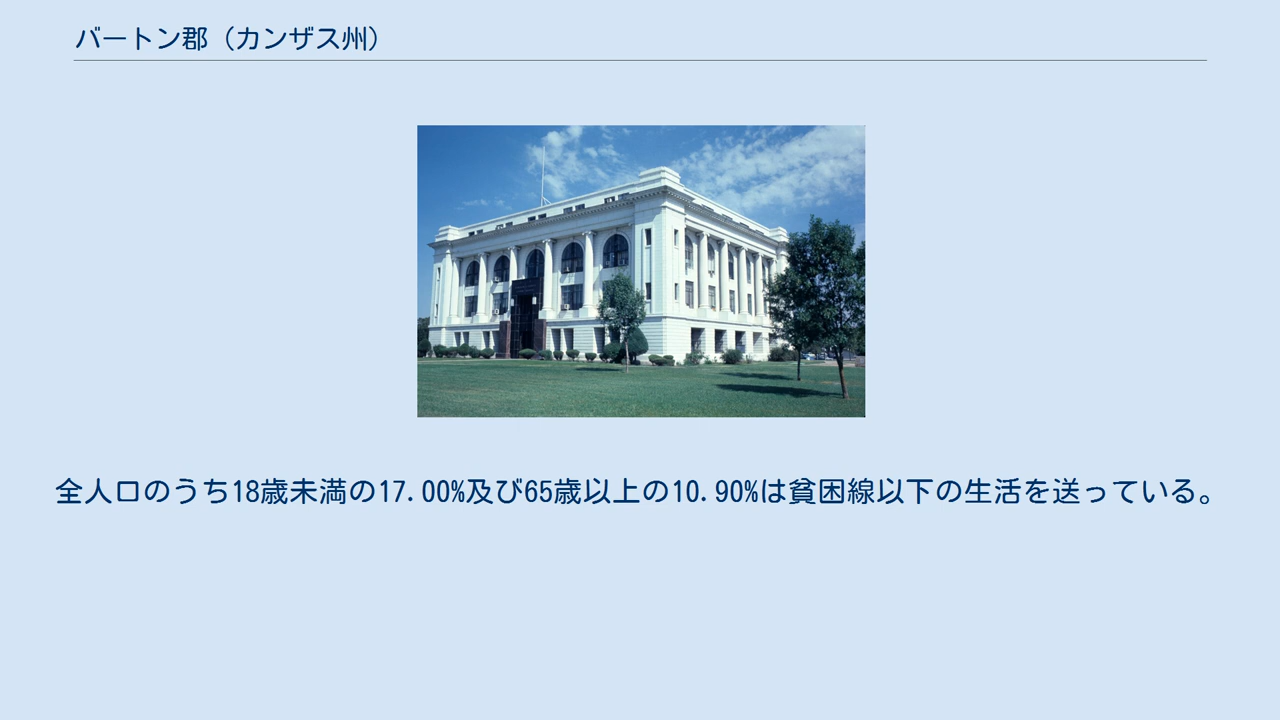 バートン郡（カンザス州）
全人口のうち18歳未満の17.00%及び65歳以上の10.90%は貧困線以下の生活を送っている。